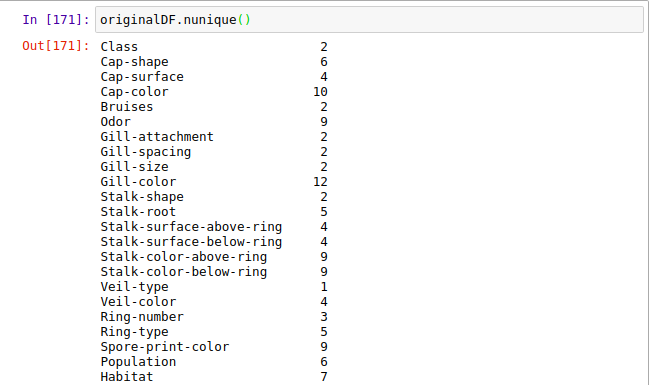 In [171]: originalDF.nunique()
Out[171]: Class 2
Cap-shape 6
Cap-surface 4
Cap-color 10
Bruises 2
Odor 9
Gill-attachment 2
Gill-spacing 2
Gill-size 2
Gill-color 12
Stalk-shape 2
Stalk-root 5
Stalk-surface-above-ring 4
Stalk-surface-below-ring 4
Stalk-color-above-ring 9
Stalk-color-below-ring 9
Veil-type 1
Veil-color 4
Ring-number 3
Ring-type 5
Spore-print-color 9
Population 6
Habitat 7